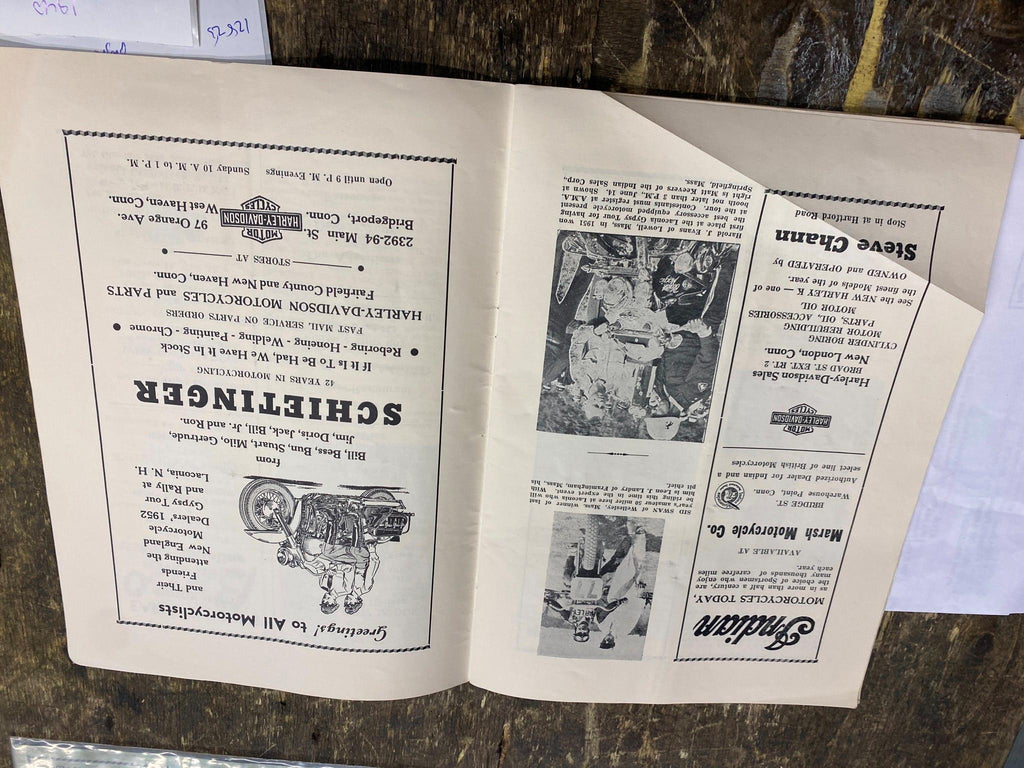 Indian
MOTORCYCLES TODAY,
as in more than half a century, are
the choice of Sportsmen who enjoy
many thousands of carefree miles
each year.
AVAILABLE AT
Marsh Motorcycle Co.
BRIDGE ST.
Warehouse Point, Conn.
Authorized Dealer for Indian and a
select line of British Motorcycles
MOTOR
HARLEY-DAVIDSON
CYCLES
Harley-Davidson Sales
BROAD ST. EXT. RT. 2
New London, Conn.
CYLINDER BORING
MOTOR REBUILDING
PARTS, OIL, ACCESSORIES
MOTOR OIL
See the NEW HARLEY K — one of
the finest Models of the year.
OWNED and OPERATED by
Steve Chann
Stop in at Hartford Road
SID SWAN of Wellesley, Mass. winner of last
year's amateur 50 miler here at Laconia who will
be riding this time in the expert event. With
him is Leon J. Landry of Framingham, Mass. his
pit chief.
Harold J. Evans of Lowell, Mass, in 1951 won
first place at the Laconia Gypsy Tour for having
the best accessory equipped motorcycle present
at the tour. Contestants must register at A.M.A.
booth not later than 3 P.M., June 14. Shown at
right is Matt Keevers of the Indian Sales Corp.,
Springfield, Mass.
Greetings! to All Motorcyclists
and Their
Friends
attending the
New England
Motorcycle
Dealers' 1952
Gypsy Tour
and Rally at
Laconia, N. H.
from
Bill, Bess, Bun, Stuart, Milo, Gertrude,
Jim, Doris, Jack, Bill, Jr. and Ron.
SCHIETINGER
42 YEARS IN MOTORCYCLING
If It Is To Be Had, We Have It In Stock
● Reboring - Honeing - Welding - Painting - Chrome ●
FAST MAIL SERVICE ON PARTS ORDERS
HARLEY-DAVIDSON MOTORCYCLES and PARTS
Fairfield County and New Haven, Conn.
STORES AT
2392-94 Main St.
Bridgeport, Conn.
MOTOR
HARLEY-DAVIDSON
CYCLES
97 Orange Ave.
West Haven, Conn.
Open until 9 P. M. Evenings Sunday 10 A. M. to 1 P. M.